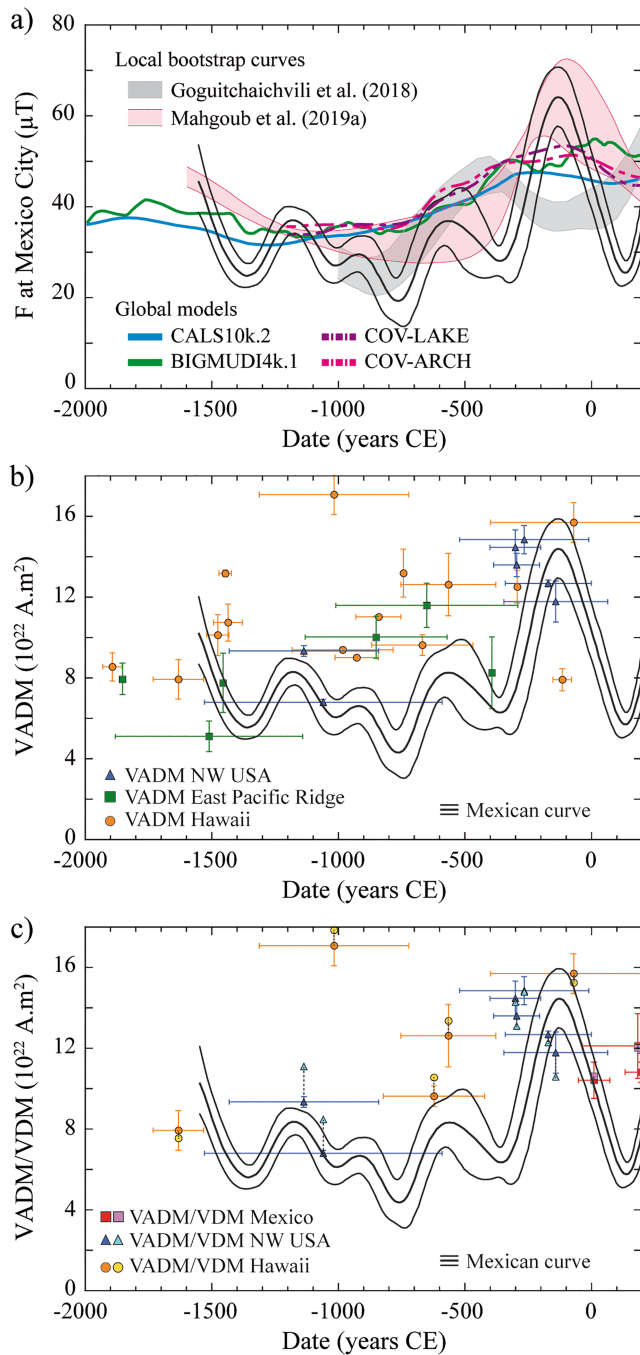 a)
F at Mexico City (µT)
80
60
40
20
0
Local bootstrap curves
Goguitchaichvili et al. (2018)
Mahgoub et al. (2019a)
Global models
CALS10k.2
COV-LAKE
BIGMUDI4k.1
COV-ARCH
-2000 -1500 -1000 -500 0
Date (years CE)
b)
VADM (10²² A.m²)
16
12
8
4
0
VADM NW USA
VADM East Pacific Ridge
VADM Hawaii
Mexican curve
-2000 -1500 -1000 -500 0
Date (years CE)
c)
VADM/VDM (10²² A.m²)
16
12
8
4
0
VADM/VDM Mexico
VADM/VDM NW USA
VADM/VDM Hawaii
Mexican curve
-2000 -1500 -1000 -500 0
Date (years CE)